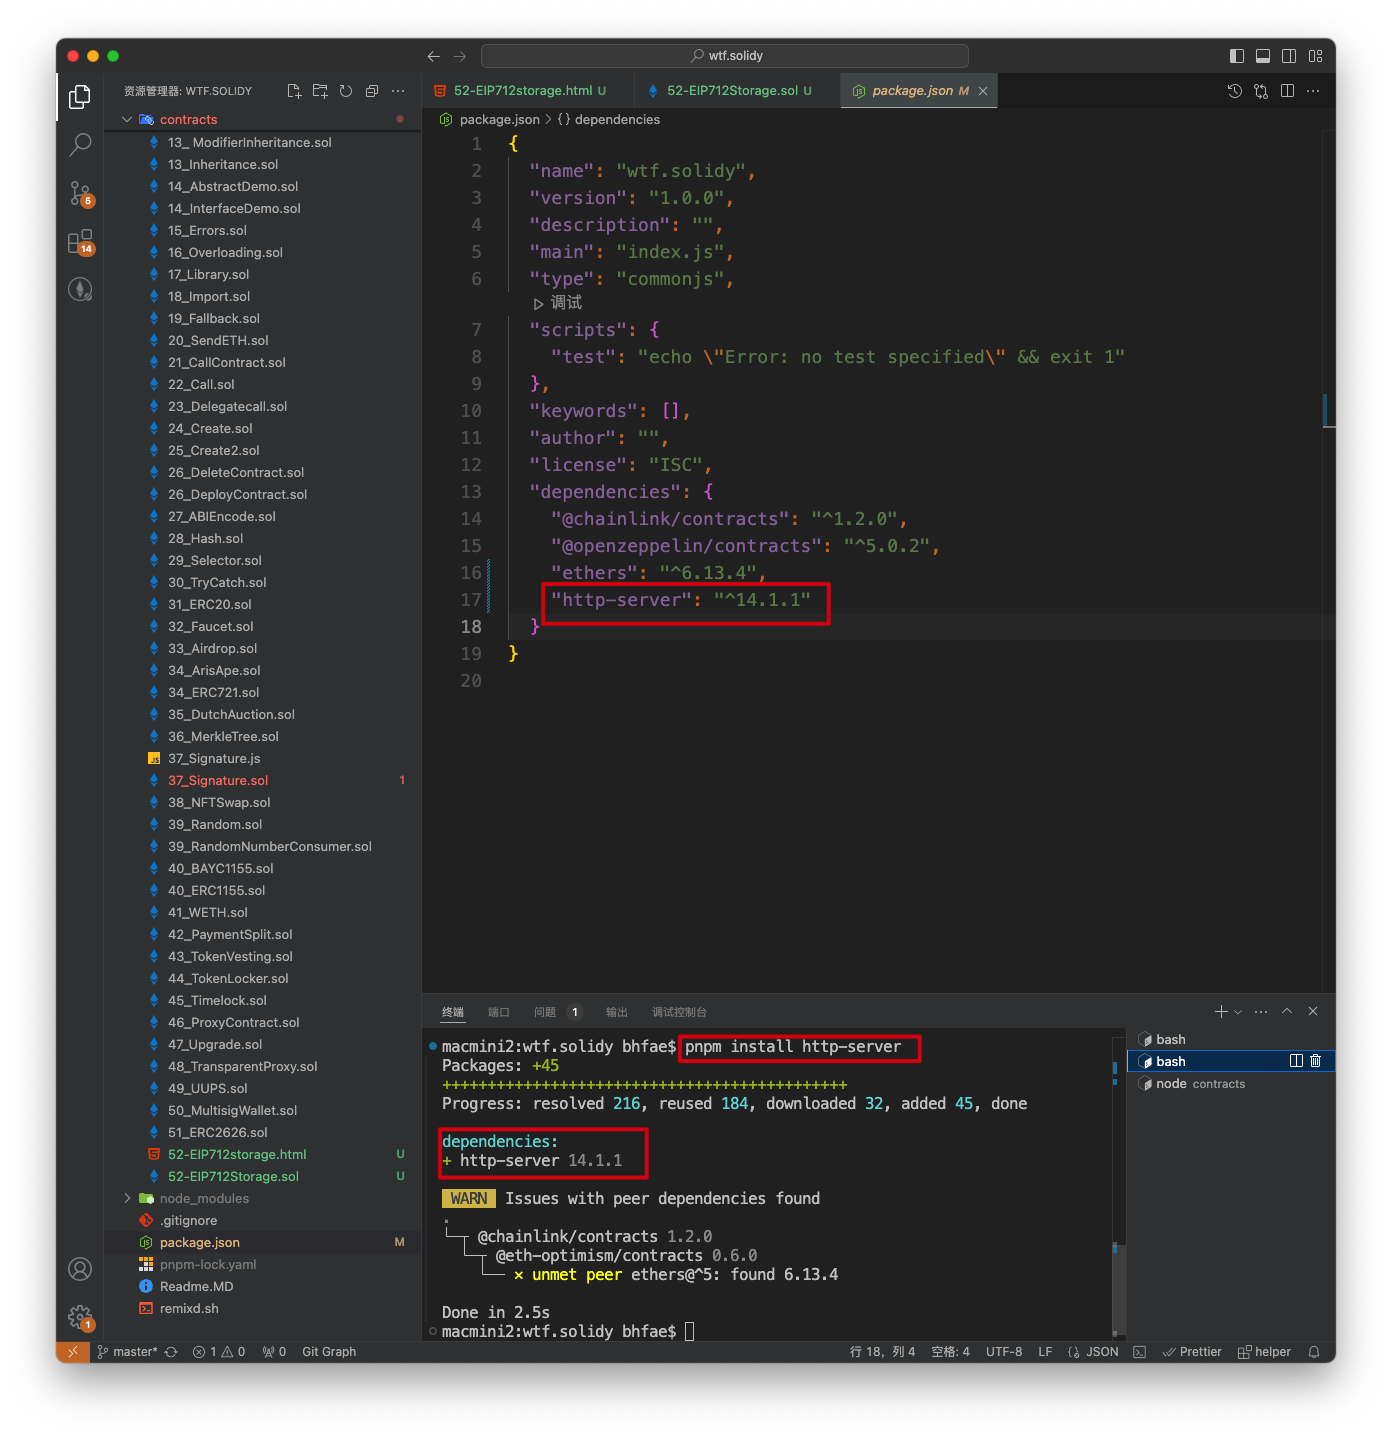 wtf.solidy
资源管理器: WTF.SOLIDY
52-EIP712storage.html U
52-EIP712Storage.sol U
package.json M
package.json > {} dependencies
contracts
13_ ModifierInheritance.sol
13_Inheritance.sol
14_AbstractDemo.sol
14_InterfaceDemo.sol
15_Errors.sol
16_Overloading.sol
17_Library.sol
18_Import.sol
19_Fallback.sol
20_SendETH.sol
21_CallContract.sol
22_Call.sol
23_Delegatecall.sol
24_Create.sol
25_Create2.sol
26_DeleteContract.sol
26_DeployContract.sol
27_ABIEncode.sol
28_Hash.sol
29_Selector.sol
30_TryCatch.sol
31_ERC20.sol
32_Faucet.sol
33_Airdrop.sol
34_ArisApe.sol
34_ERC721.sol
35_DutchAuction.sol
36_MerkleTree.sol
37_Signature.js
37_Signature.sol 1
38_NFTSwap.sol
39_Random.sol
39_RandomNumberConsumer.sol
40_BAYC1155.sol
40_ERC1155.sol
41_WETH.sol
42_PaymentSplit.sol
43_TokenVesting.sol
44_TokenLocker.sol
45_Timelock.sol
46_ProxyContract.sol
47_Upgrade.sol
48_TransparentProxy.sol
49_UUPS.sol
50_MultisigWallet.sol
51_ERC2626.sol
52-EIP712storage.html U
52-EIP712Storage.sol U
node_modules
.gitignore
package.json M
pnpm-lock.yaml
Readme.MD
remixd.sh
5
14
1
1 {
2 "name": "wtf.solidy",
3 "version": "1.0.0",
4 "description": "",
5 "main": "index.js",
6 "type": "commonjs",
调试
7 "scripts": {
8 "test": "echo \"Error: no test specified\" && exit 1"
9 },
10 "keywords": [],
11 "author": "",
12 "license": "ISC",
13 "dependencies": {
14 "@chainlink/contracts": "^1.2.0",
15 "@openzeppelin/contracts": "^5.0.2",
16 "ethers": "^6.13.4",
17 "http-server": "^14.1.1"
18 }
19 }
20
终端 端口 问题 1 输出 调试控制台
macmini2:wtf.solidy bhfae$ pnpm install http-server
Packages: +45
+++++++++++++++++++++++++++++++++++++++++++++
Progress: resolved 216, reused 184, downloaded 32, added 45, done
dependencies:
+ http-server 14.1.1
WARN Issues with peer dependencies found
.
└─┬ @chainlink/contracts 1.2.0
└─┬ @eth-optimism/contracts 0.6.0
└── × unmet peer ethers@^5: found 6.13.4
Done in 2.5s
macmini2:wtf.solidy bhfae$
bash
bash
node contracts
master* 1 0 0 Git Graph
行 18, 列 4 空格: 4 UTF-8 LF JSON Prettier helper